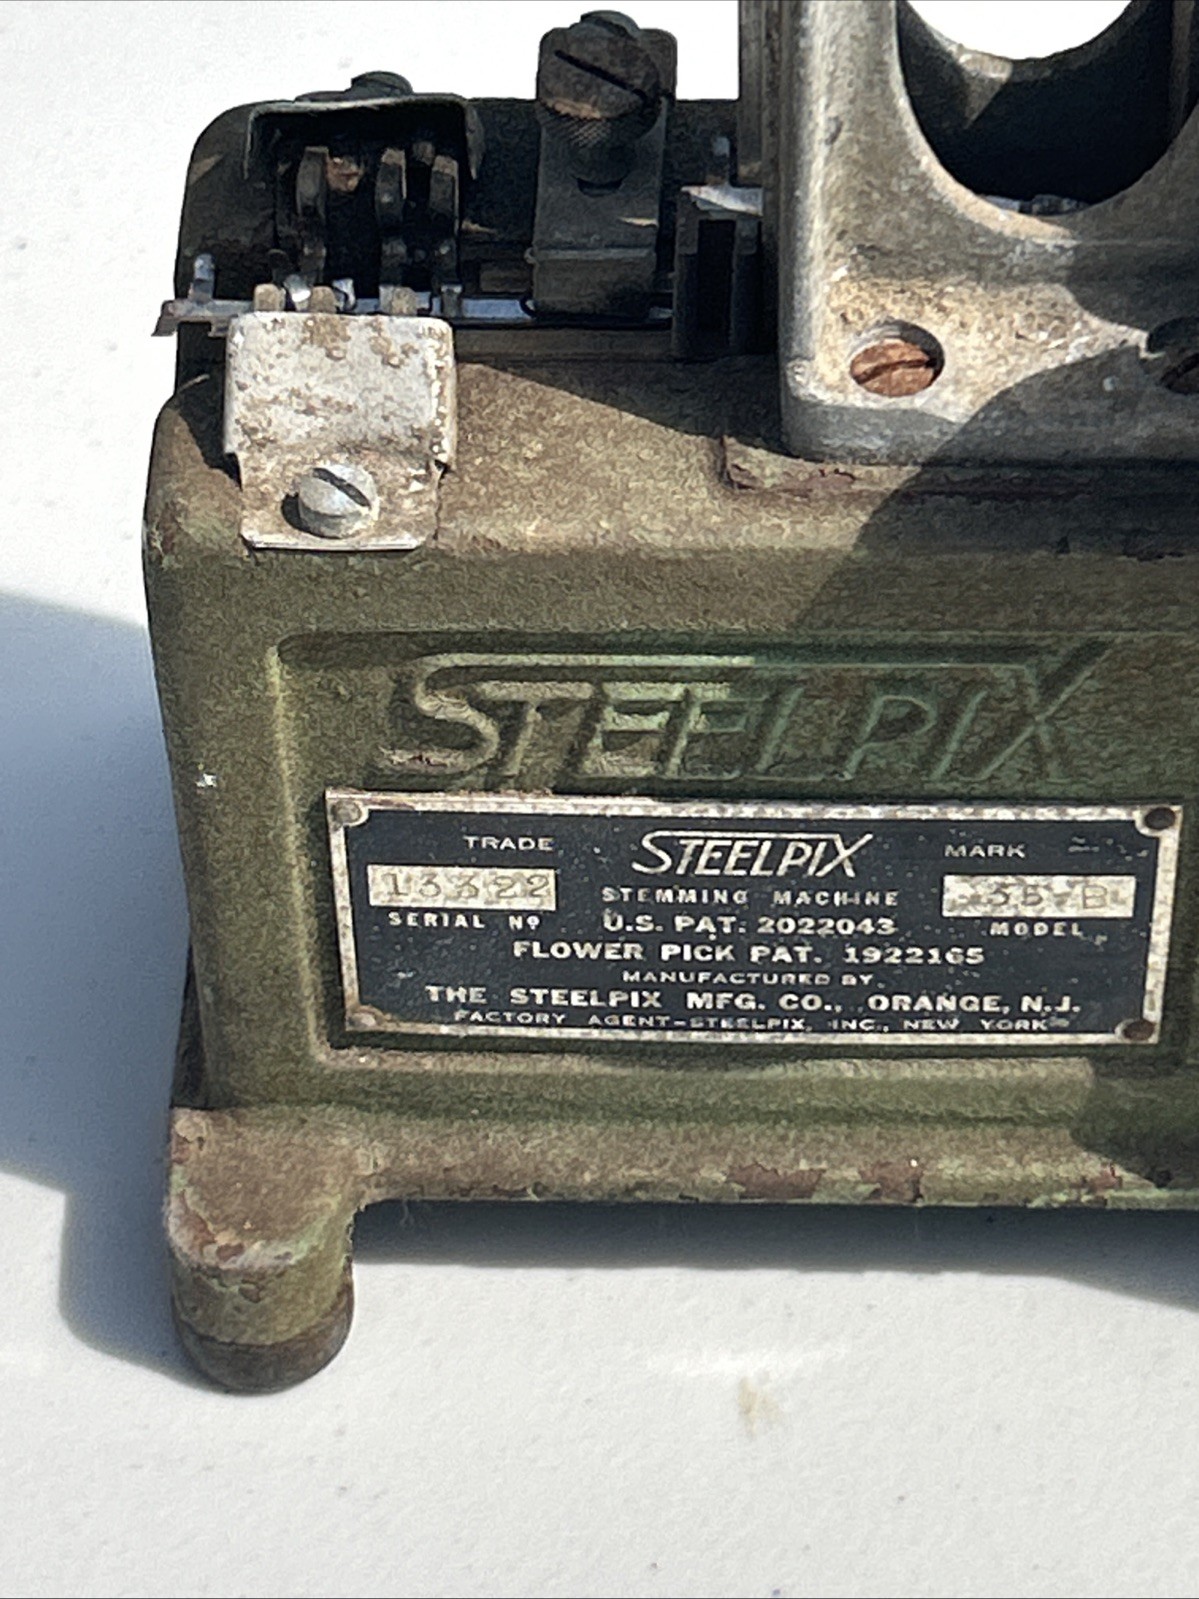 STEELPIX
TRADE STEELPIX MARK
13322 STEMMING MACHINE 35-B
SERIAL Nº U.S. PAT. 2022043 MODEL
FLOWER PICK PAT. 1922165
MANUFACTURED BY
THE STEELPIX MFG. CO., ORANGE, N.J.
FACTORY AGENT-STEELPIX, INC., NEW YORK